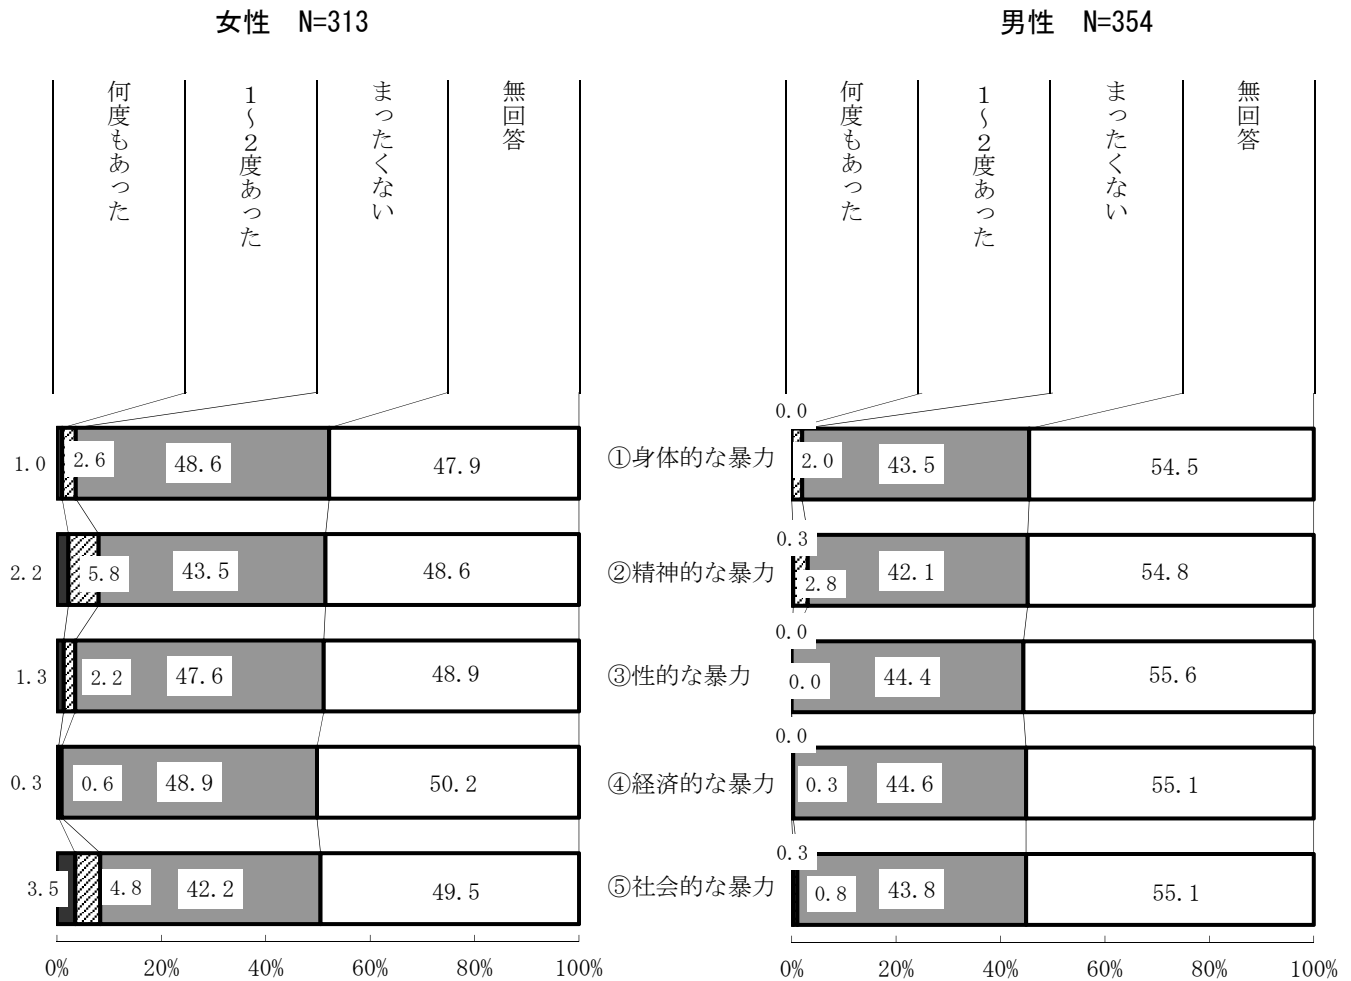 女性　N=313
男性　N=354
何度もあった
1～2度あった
まったくない
無回答
何度もあった
1～2度あった
まったくない
無回答
1.0 2.6 48.6 47.9
①身体的な暴力
0.0
2.0 43.5 54.5
2.2 5.8 43.5 48.6
②精神的な暴力
0.3
2.8 42.1 54.8
1.3 2.2 47.6 48.9
③性的な暴力
0.0
0.0 44.4 55.6
0.3 0.6 48.9 50.2
④経済的な暴力
0.0
0.3 44.6 55.1
3.5 4.8 42.2 49.5
⑤社会的な暴力
0.3
0.8 43.8 55.1
0% 20% 40% 60% 80% 100%
0% 20% 40% 60% 80% 100%